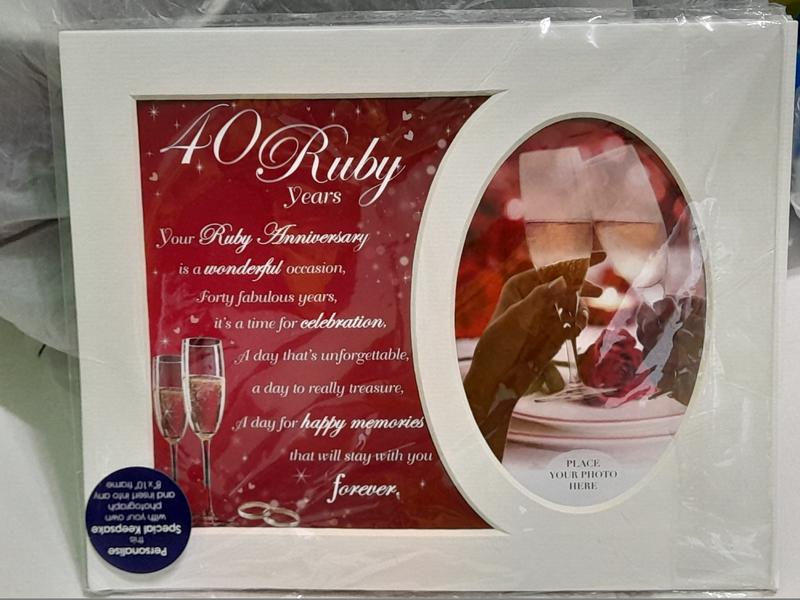 40 Ruby
Years
Your Ruby Anniversary
is a wonderful occasion,
Forty fabulous years,
it's a time for celebration,
A day that's unforgettable,
a day to really treasure,
A day for happy memories
that will stay with you
forever.
PLACE
YOUR PHOTO
HERE
Personalise
this
Special Keepsake
with your own
photograph
and insert into any
8" x 10" frame